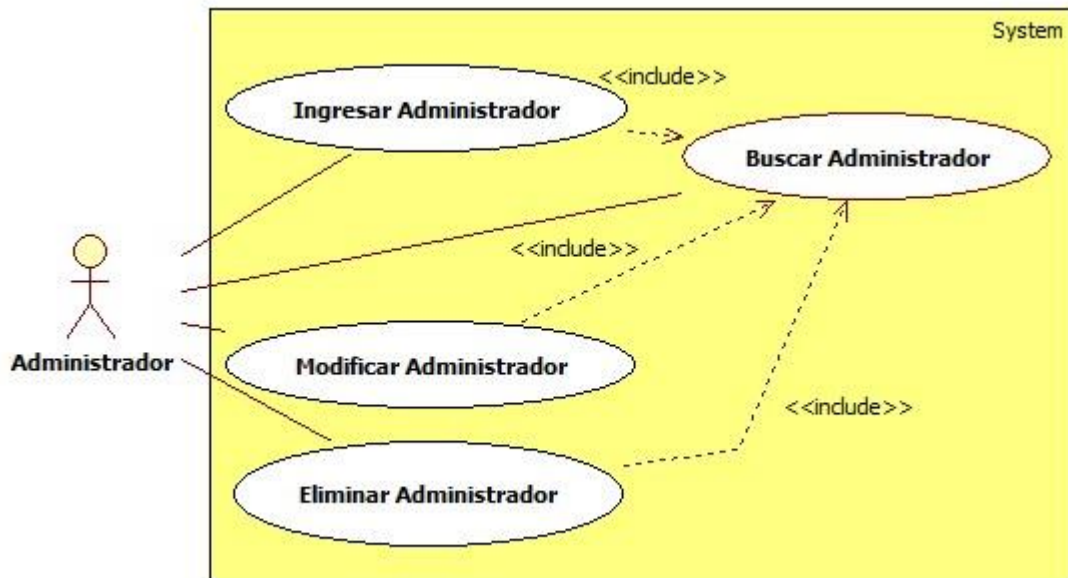 System
<<include>>
Ingresar Administrador
Buscar Administrador
<<include>>
Administrador
Modificar Administrador
<<include>>
Eliminar Administrador